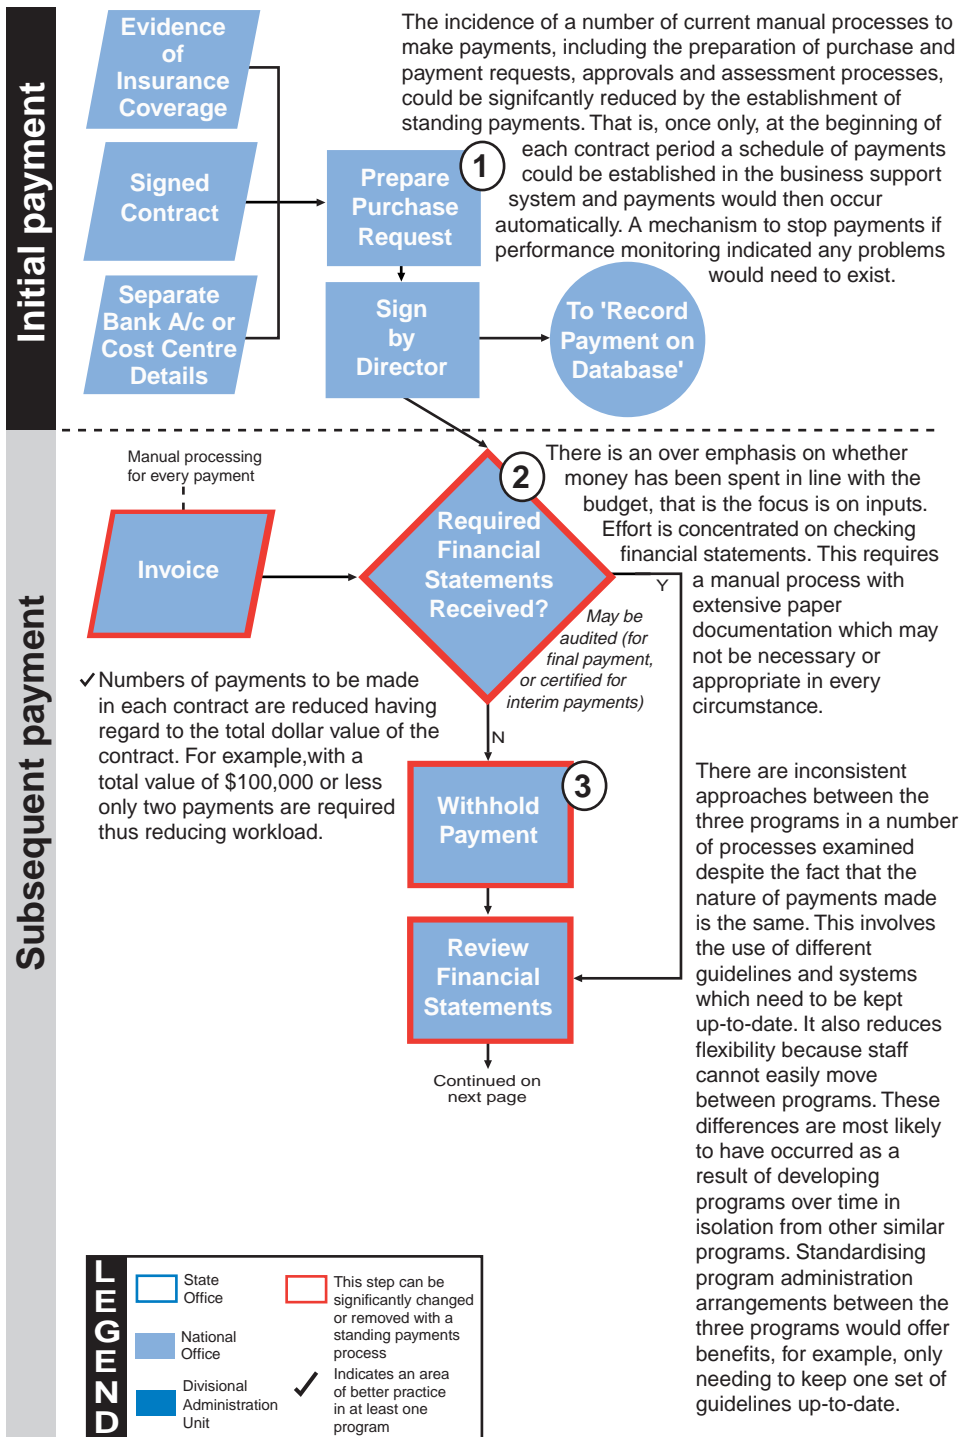 Initial payment
Evidence
of
Insurance
Coverage
Signed
Contract
Separate
Bank A/c or
Cost Centre
Details
Prepare
Purchase
Request
1
Sign
by
Director
To 'Record
Payment on
Database'
The incidence of a number of current manual processes to
make payments, including the preparation of purchase and
payment requests, approvals and assessment processes,
could be signifcantly reduced by the establishment of
standing payments. That is, once only, at the beginning of
each contract period a schedule of payments
could be established in the business support
system and payments would then occur
automatically. A mechanism to stop payments if
performance monitoring indicated any problems
would need to exist.
Subsequent payment
Manual processing
for every payment
Invoice
2
Required
Financial
Statements
Received?
Y
May be
audited (for
final payment,
or certified for
interim payments)
N
There is an over emphasis on whether
money has been spent in line with the
budget, that is the focus is on inputs.
Effort is concentrated on checking
financial statements. This requires
a manual process with
extensive paper
documentation which may
not be necessary or
appropriate in every
circumstance.
✓ Numbers of payments to be made
in each contract are reduced having
regard to the total dollar value of the
contract. For example,with a
total value of $100,000 or less
only two payments are required
thus reducing workload.
3
Withhold
Payment
Review
Financial
Statements
Continued on
next page
There are inconsistent
approaches between the
three programs in a number
of processes examined
despite the fact that the
nature of payments made
is the same. This involves
the use of different
guidelines and systems
which need to be kept
up-to-date. It also reduces
flexibility because staff
cannot easily move
between programs. These
differences are most likely
to have occurred as a
result of developing
programs over time in
isolation from other similar
programs. Standardising
program administration
arrangements between the
three programs would offer
benefits, for example, only
needing to keep one set of
guidelines up-to-date.
LEGEND
State
Office
National
Office
Divisional
Administration
Unit
This step can be
significantly changed
or removed with a
standing payments
process
✓ Indicates an area
of better practice
in at least one
program